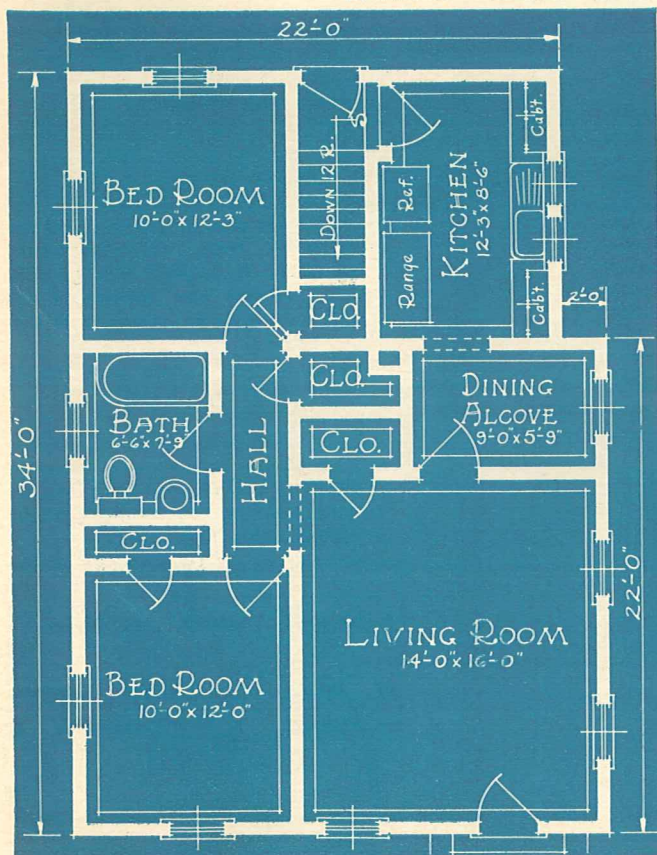 22'-0"
BED ROOM
10'-0" x 12'-3"
DOWN 12 R.
KITCHEN
12'-3" x 8'-6"
Ref.
Range
Cab't.
Cab't.
2'-0"
CLO.
CLO.
CLO.
DINING
ALCOVE
9'-0" x 5'-9"
BATH
6'-6" x 7'-9"
HALL
34'-0"
CLO.
LIVING ROOM
14'-0" x 16'-0"
22'-0"
BED ROOM
10'-0" x 12'-0"